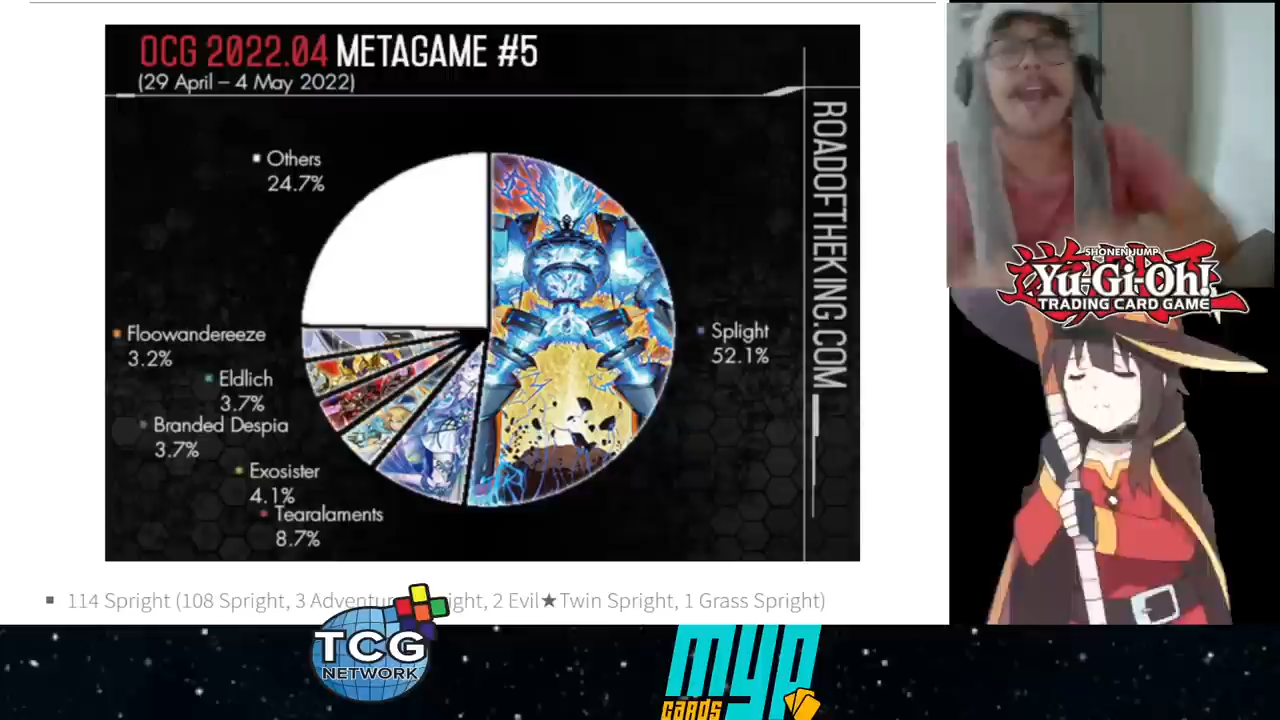 OCG 2022.04 METAGAME #5
(29 April – 4 May 2022)
ROADOFTHEKING.COM
Others
24.7%
Splight
52.1%
Floowandereeze
3.2%
Eldlich
3.7%
Branded Despia
3.7%
Exosister
4.1%
Tearalaments
8.7%
114 Spright (108 Spright, 3 ight, 2 Evil★Twin Spright, 1 Grass Spright)
SHONEN JUMP
Yu-Gi-Oh!
TRADING CARD GAME
TCG
NETWORK
MYP
CARDS